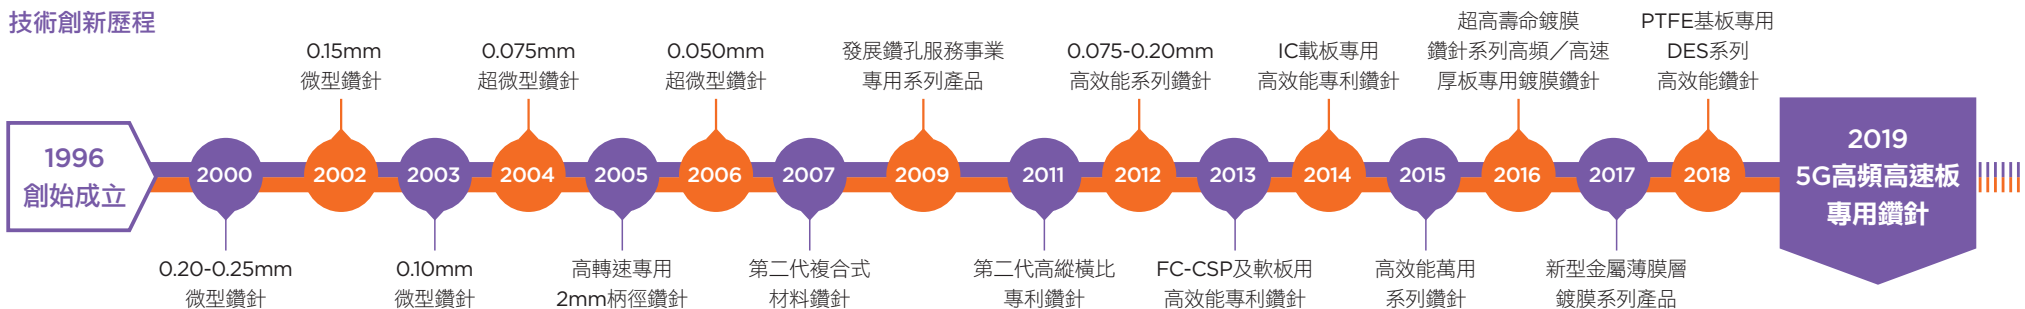 技術創新歷程
1996
創始成立
2000
0.20-0.25mm
微型鑽針
2002
0.15mm
微型鑽針
2003
0.10mm
微型鑽針
2004
0.075mm
超微型鑽針
2005
高轉速專用
2mm柄徑鑽針
2006
0.050mm
超微型鑽針
2007
第二代複合式
材料鑽針
2009
發展鑽孔服務事業
專用系列產品
2011
第二代高縱橫比
專利鑽針
2012
0.075-0.20mm
高效能系列鑽針
2013
FC-CSP及軟板用
高效能專利鑽針
2014
IC載板專用
高效能專利鑽針
2015
高效能萬用
系列鑽針
2016
超高壽命鍍膜
鑽針系列高頻／高速
厚板專用鍍膜鑽針
2017
新型金屬薄膜層
鍍膜系列產品
2018
PTFE基板專用
DES系列
高效能鑽針
2019
5G高頻高速板
專用鑽針